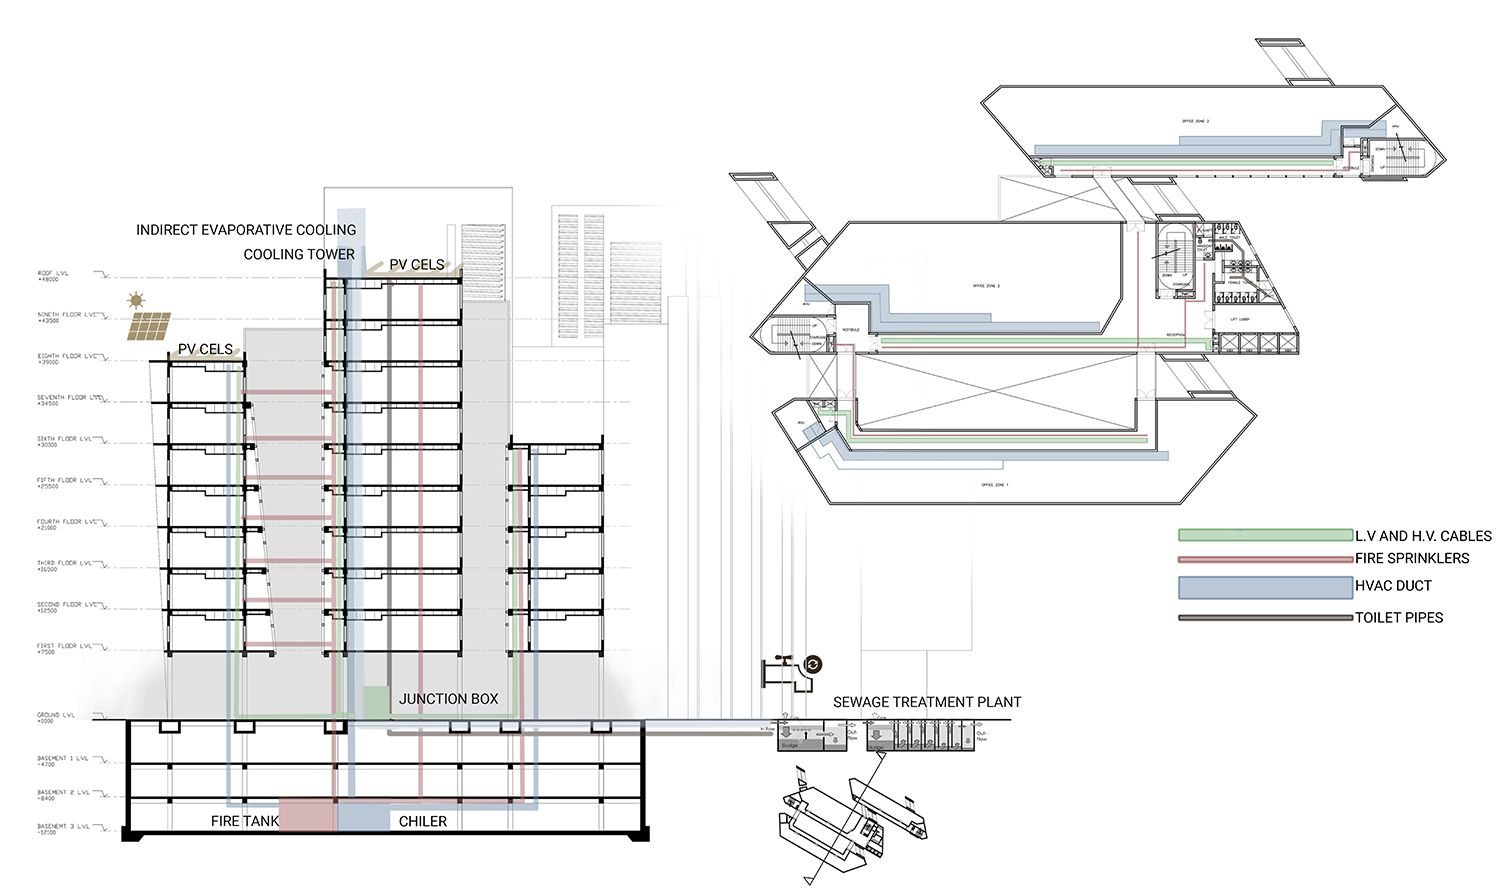 INDIRECT EVAPORATIVE COOLING
COOLING TOWER
PV CELS
PV CELS
ROOF LVL
+48000
NINETH FLOOR LVL
+43500
EIGHTH FLOOR LVL
+39000
SEVENTH FLOOR LVL
+34500
SIXTH FLOOR LVL
+30000
FIFTH FLOOR LVL
+25500
FOURTH FLOOR LVL
+21000
THIRD FLOOR LVL
+16500
SECOND FLOOR LVL
+12500
FIRST FLOOR LVL
+7500
GROUND LVL
+0000
BASEMENT 1 LVL
-4700
BASEMENT 2 LVL
-8400
BASENEMT 3 LVL
-12100
JUNCTION BOX
FIRE TANK
CHILER
SEWAGE TREATMENT PLANT
In flow
Sludge
Out-
Flow
Sludge
Out-
Flow
OFFICE ZONE 3
AHU
DOWN
UP
VESTIBULE
OFFICE ZONE 2
AHU
UP
DOWN
STAIRCASE
VESTIBULE
DOWN
UP
STAIRCASE
MALE TOILET
FEMALE
LIFT LOBBY
RECEPTION
AHU
OFFICE ZONE 1
L.V AND H.V. CABLES
FIRE SPRINKLERS
HVAC DUCT
TOILET PIPES